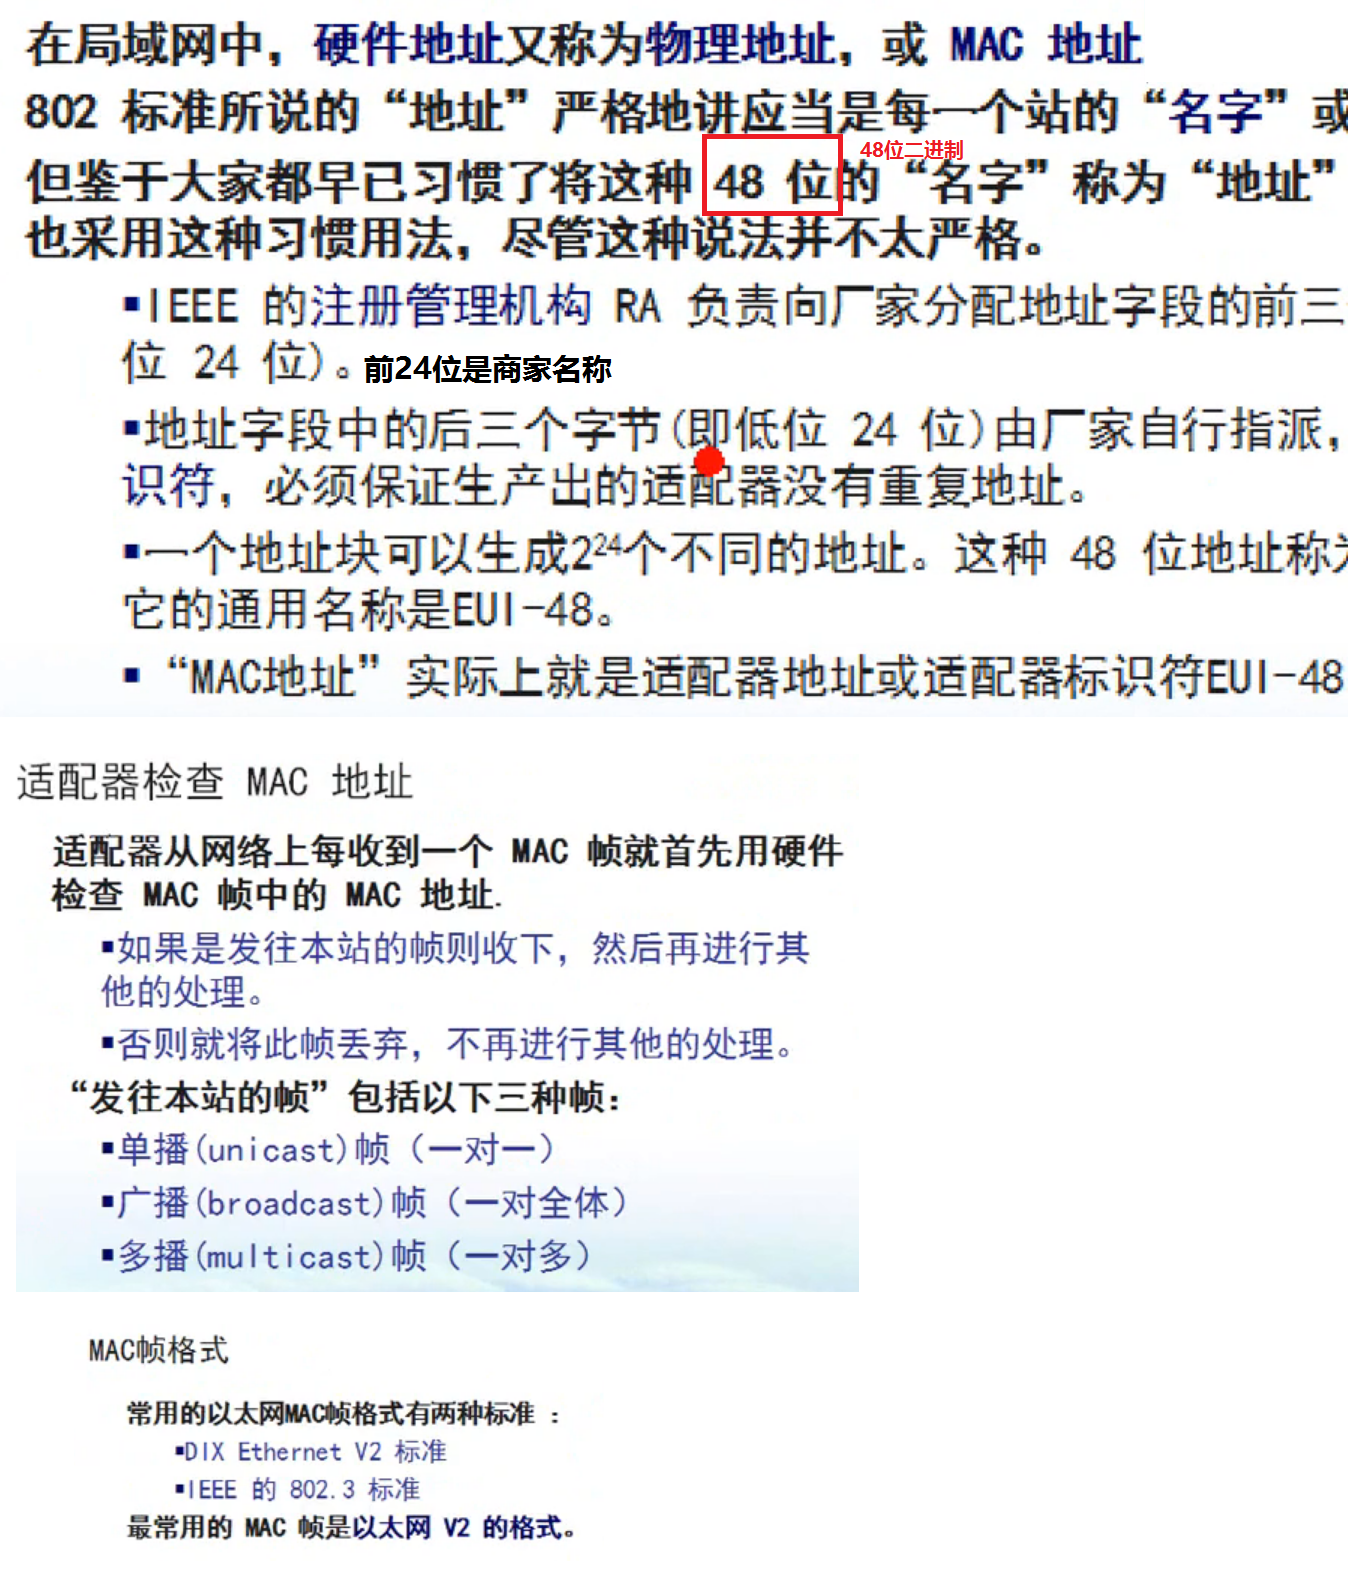 在局域网中，硬件地址又称为物理地址，或 MAC 地址
802 标准所说的“地址”严格地讲应当是每一个站的“名字”或
但鉴于大家都早已习惯了将这种 48 位的“名字”称为“地址”
48位二进制
也采用这种习惯用法，尽管这种说法并不太严格。
▪IEEE 的注册管理机构 RA 负责向厂家分配地址字段的前三
位 24 位)。前24位是商家名称
▪地址字段中的后三个字节(即低位 24 位)由厂家自行指派，
识符，必须保证生产出的适配器没有重复地址。
▪一个地址块可以生成2²⁴个不同的地址。这种 48 位地址称为
它的通用名称是EUI-48。
▪“MAC地址”实际上就是适配器地址或适配器标识符EUI-48
适配器检查 MAC 地址
适配器从网络上每收到一个 MAC 帧就首先用硬件
检查 MAC 帧中的 MAC 地址.
▪如果是发往本站的帧则收下，然后再进行其
他的处理。
▪否则就将此帧丢弃，不再进行其他的处理。
“发往本站的帧”包括以下三种帧：
▪单播(unicast)帧（一对一）
▪广播(broadcast)帧（一对全体）
▪多播(multicast)帧（一对多）
MAC帧格式
常用的以太网MAC帧格式有两种标准 ：
▪DIX Ethernet V2 标准
▪IEEE 的 802.3 标准
最常用的 MAC 帧是以太网 V2 的格式。